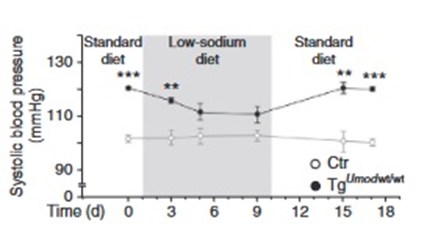 Standard diet
Low-sodium diet
Standard diet
***
**
**
***
Systolic blood pressure (mmHg)
130
110
90
0
Ctr
Tg^Umodwt/wt
Time (d) 0 3 6 9 12 15 18